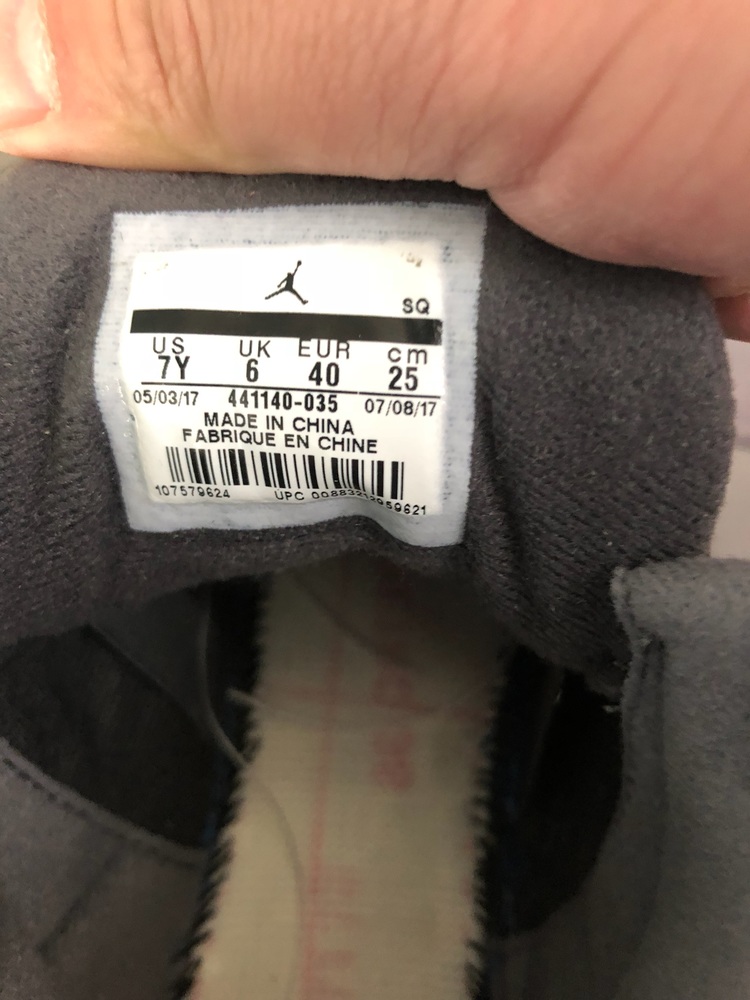 SQ
US UK EUR cm
7Y 6 40 25
05/03/17 441140-035 07/08/17
MADE IN CHINA
FABRIQUE EN CHINE
107579624 UPC